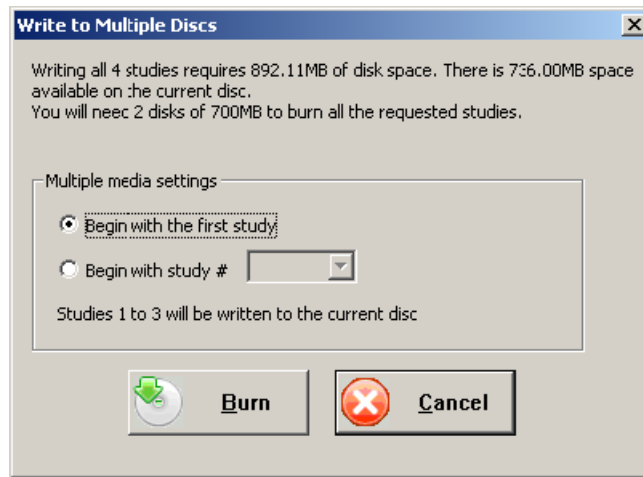 Write to Multiple Discs
Writing all 4 studies requires 892.11MB of disk space. There is 736.00MB space
available on the current disc.
You will need 2 disks of 700MB to burn all the requested studies.
Multiple media settings
Begin with the first study
Begin with study #
Studies 1 to 3 will be written to the current disc
Burn
Cancel